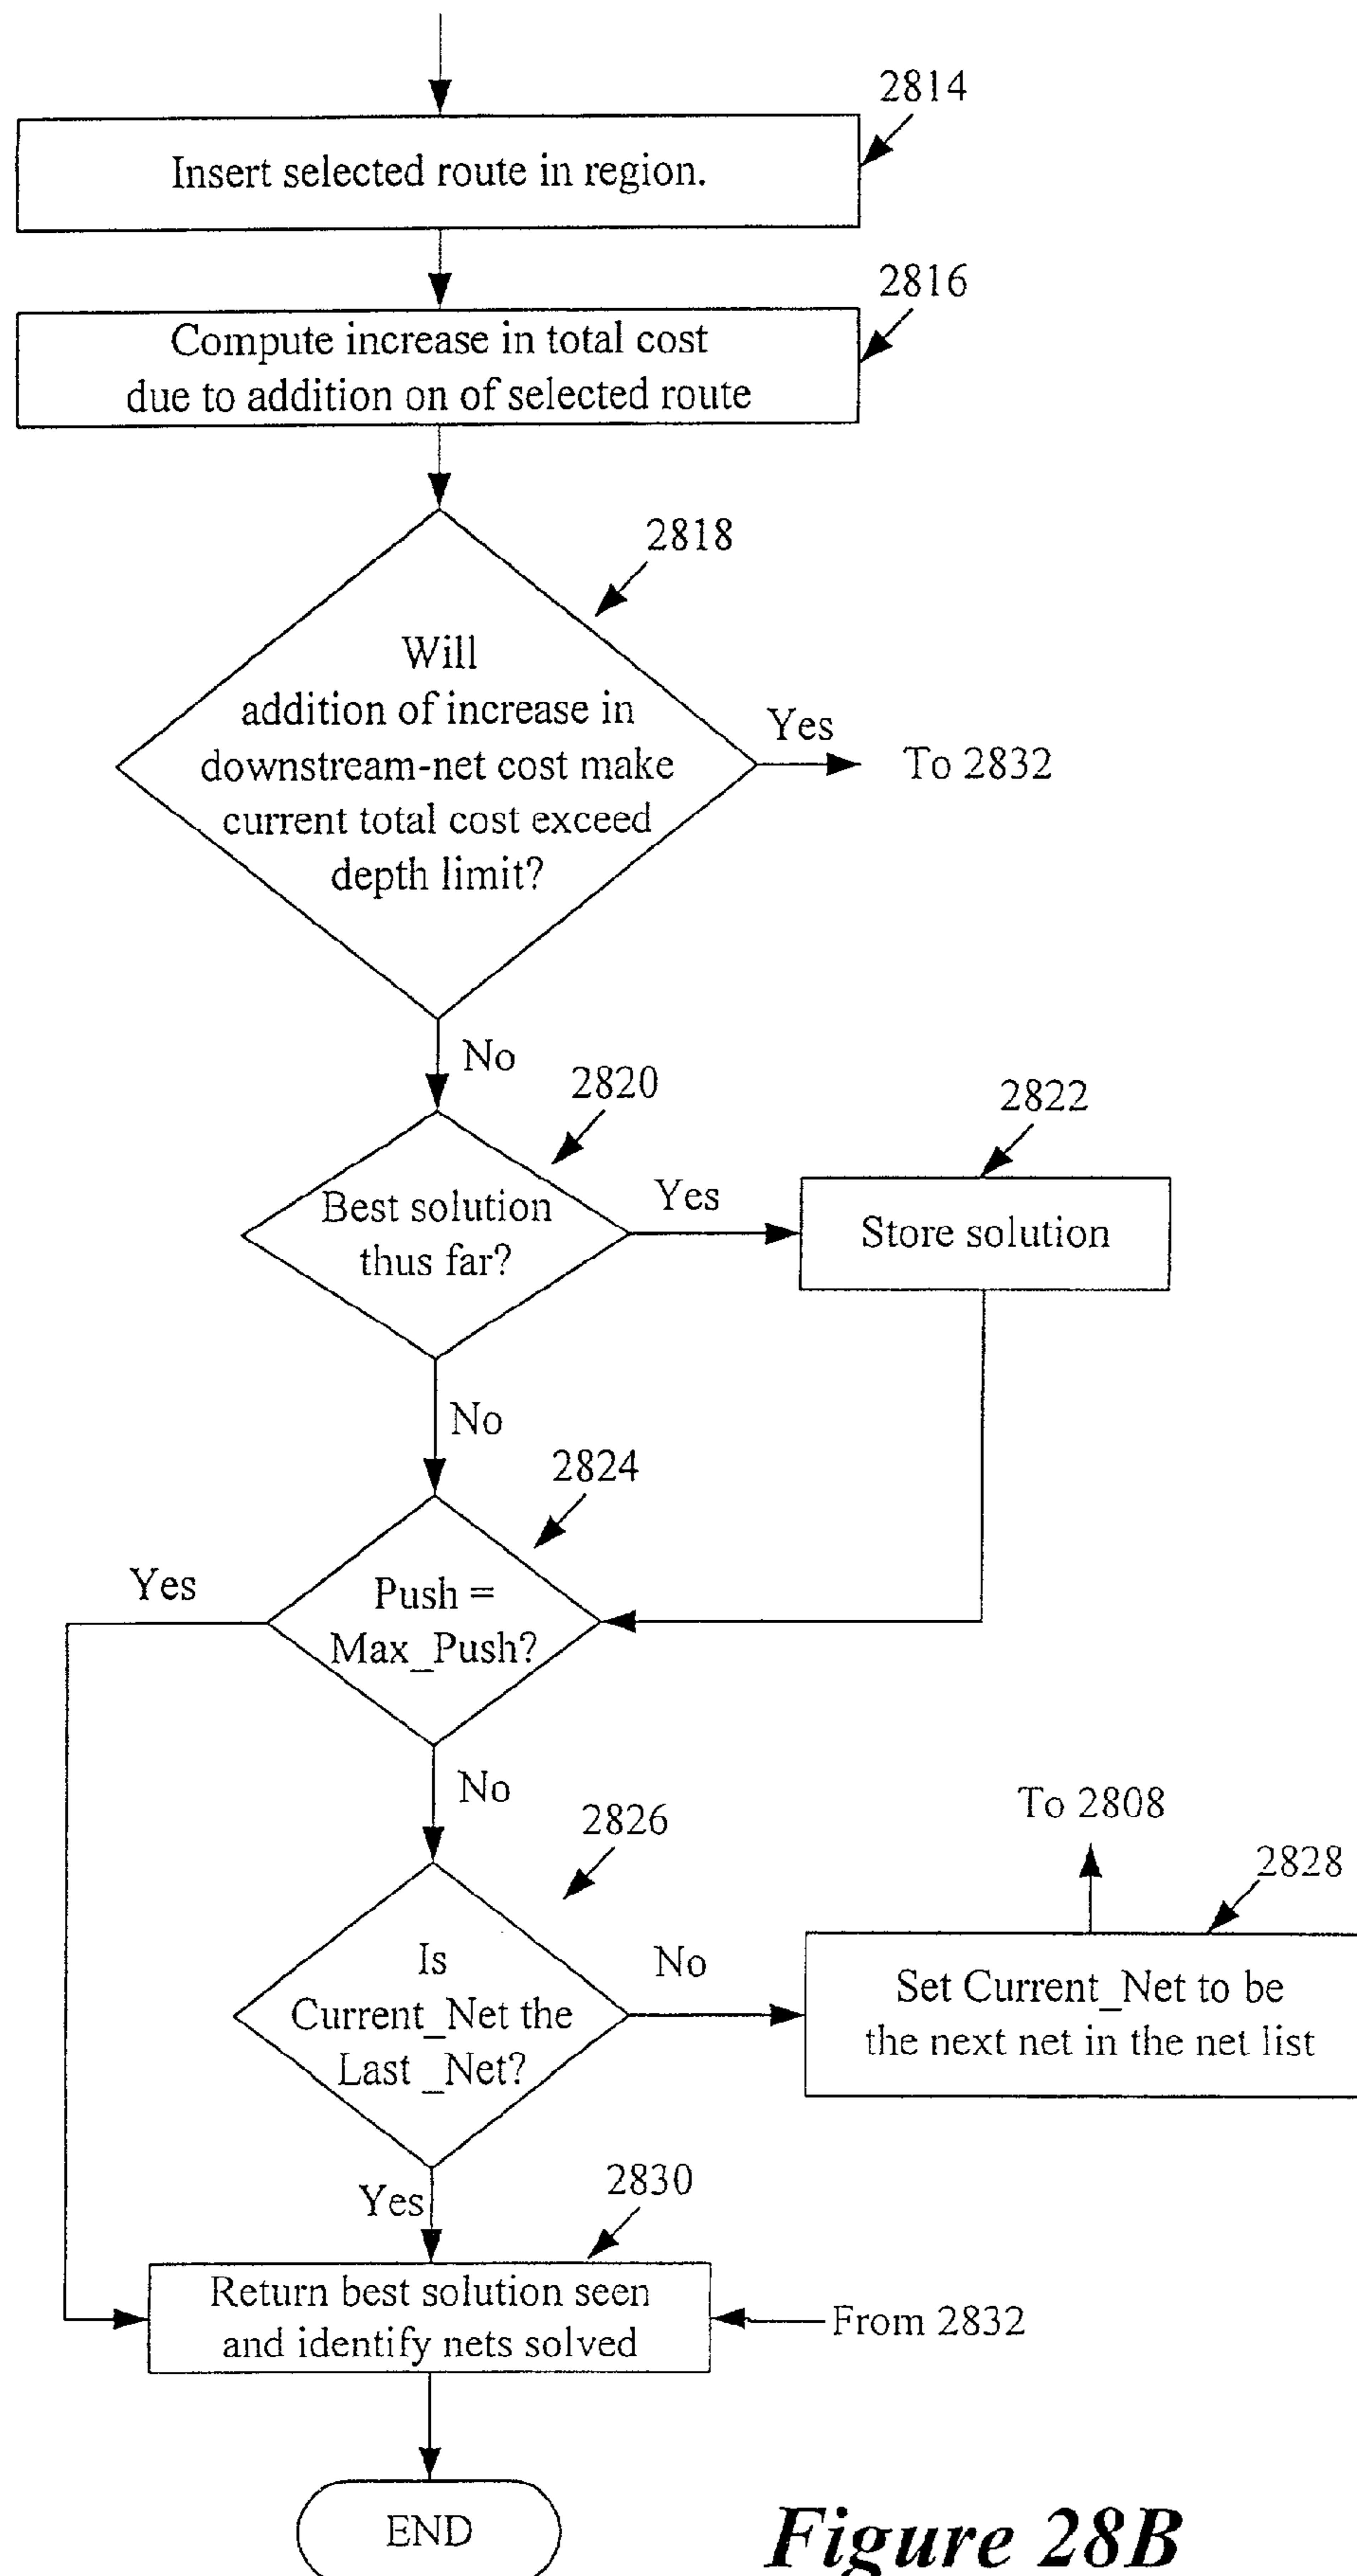 2814
Insert selected route in region.
2816
Compute increase in total cost
due to addition on of selected route
2818
Will
addition of increase in
downstream-net cost make
current total cost exceed
depth limit?
Yes
To 2832
No
2820
2822
Best solution
thus far?
Yes
Store solution
No
2824
Yes
Push =
Max_Push?
No
2826
To 2808
2828
Is
Current_Net the
Last _Net?
No
Set Current_Net to be
the next net in the net list
Yes
2830
Return best solution seen
and identify nets solved
From 2832
END
Figure 28B